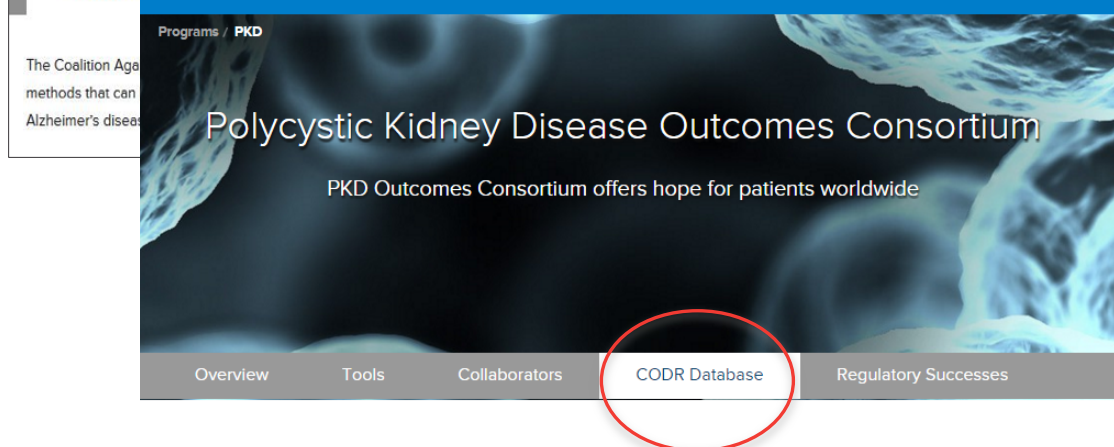 The Coalition Aga
methods that can
Alzheimer's diseas
Programs / PKD
Polycystic Kidney Disease Outcomes Consortium
PKD Outcomes Consortium offers hope for patients worldwide
Overview Tools Collaborators CODR Database Regulatory Successes